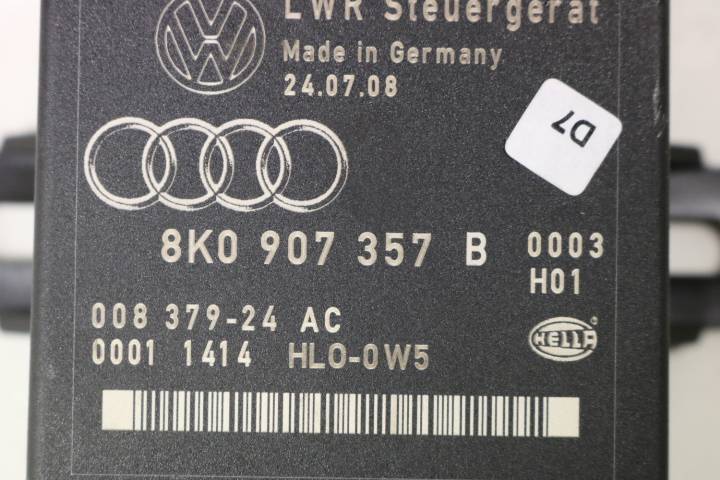 LWR Steuergerät
Made in Germany
24.07.08
D7
8K0 907 357 B 0003
H01
008 379-24 AC
0001 1414 HLO-0W5
HELLA